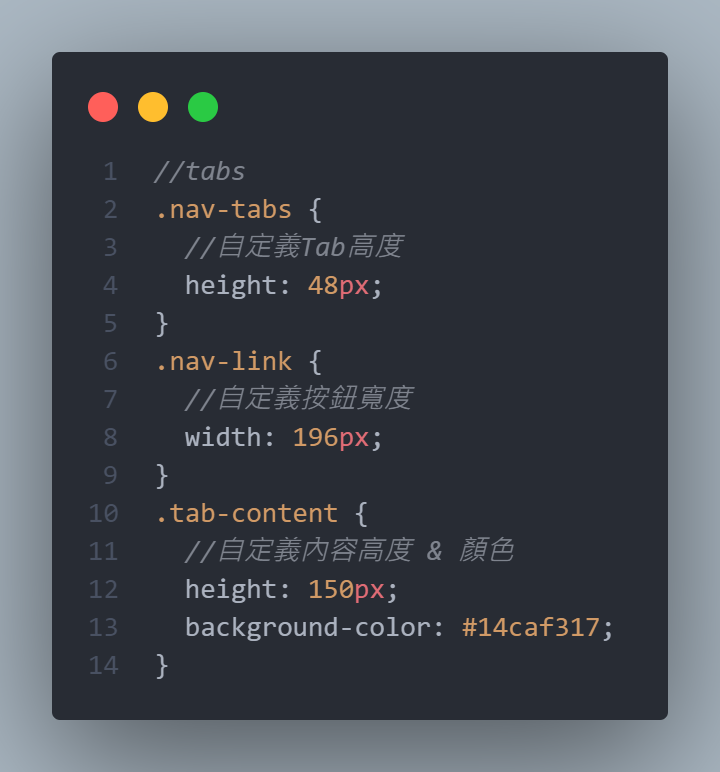 1 //tabs
2 .nav-tabs {
3 //自定義Tab高度
4 height: 48px;
5 }
6 .nav-link {
7 //自定義按鈕寬度
8 width: 196px;
9 }
10 .tab-content {
11 //自定義內容高度 & 顏色
12 height: 150px;
13 background-color: #14caf317;
14 }